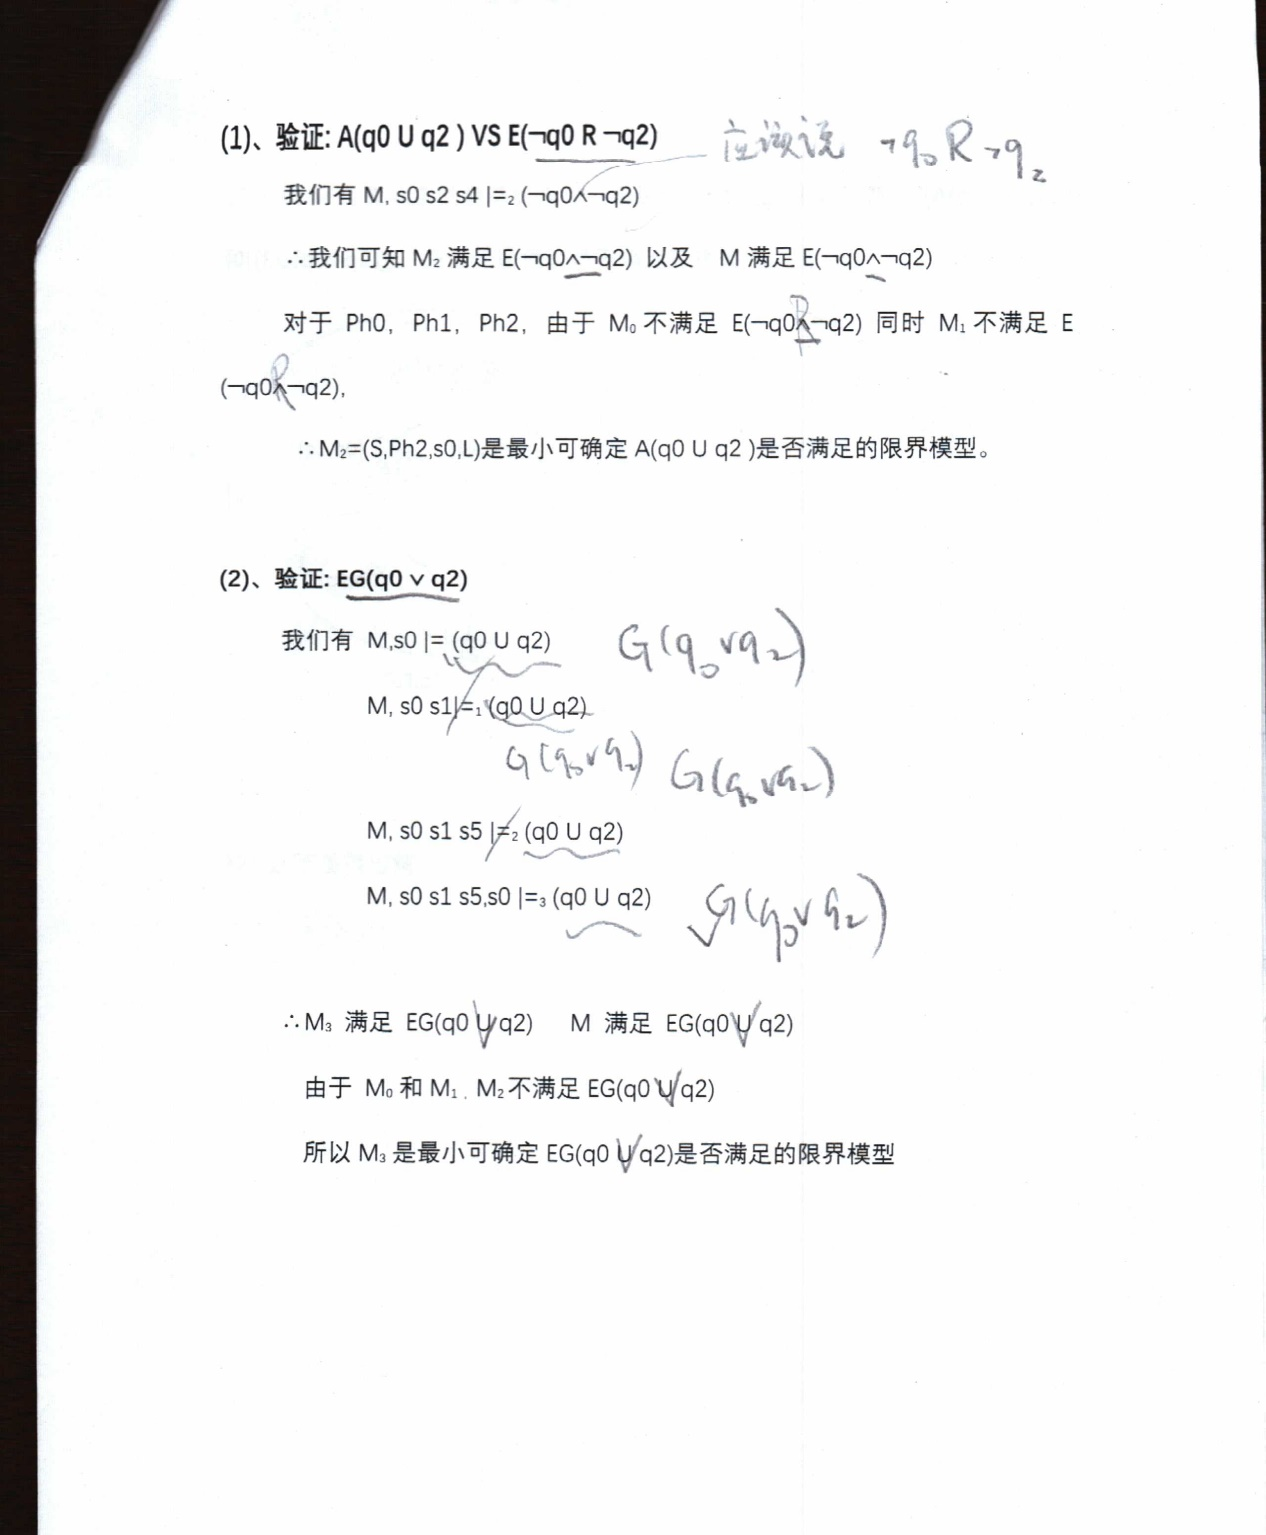 (1)、验证: A(q0 U q2 ) VS E(¬q0 R ¬q2) 应该说 ¬q₀ R ¬q₂
我们有 M, s0 s2 s4 |=₂ (¬q0∧¬q2)
∴我们可知 M₂ 满足 E(¬q0∧¬q2) 以及 M 满足 E(¬q0∧¬q2)
对于 Ph0, Ph1, Ph2, 由于 M₀ 不满足 E(¬q0∧¬q2) 同时 M₁ 不满足 E
R
(¬q0∧¬q2),
R
∴M₂=(S,Ph2,s0,L)是最小可确定 A(q0 U q2 )是否满足的限界模型。
(2)、验证: EG(q0 ∨ q2)
我们有 M,s0 |= (q0 U q2) G(q₀∨q₂)
M, s0 s1|=₁ (q0 U q2)
G(q₀∨q₂) G(q₀∨q₂)
M, s0 s1 s5 |=₂ (q0 U q2)
M, s0 s1 s5,s0 |=₃ (q0 U q2) G(q₀∨q₂)
∴M₃ 满足 EG(q0 U q2) M 满足 EG(q0 U q2)
∨ ∨
由于 M₀ 和 M₁ . M₂不满足 EG(q0 U q2)
∨
所以 M₃ 是最小可确定 EG(q0 U q2)是否满足的限界模型
∨